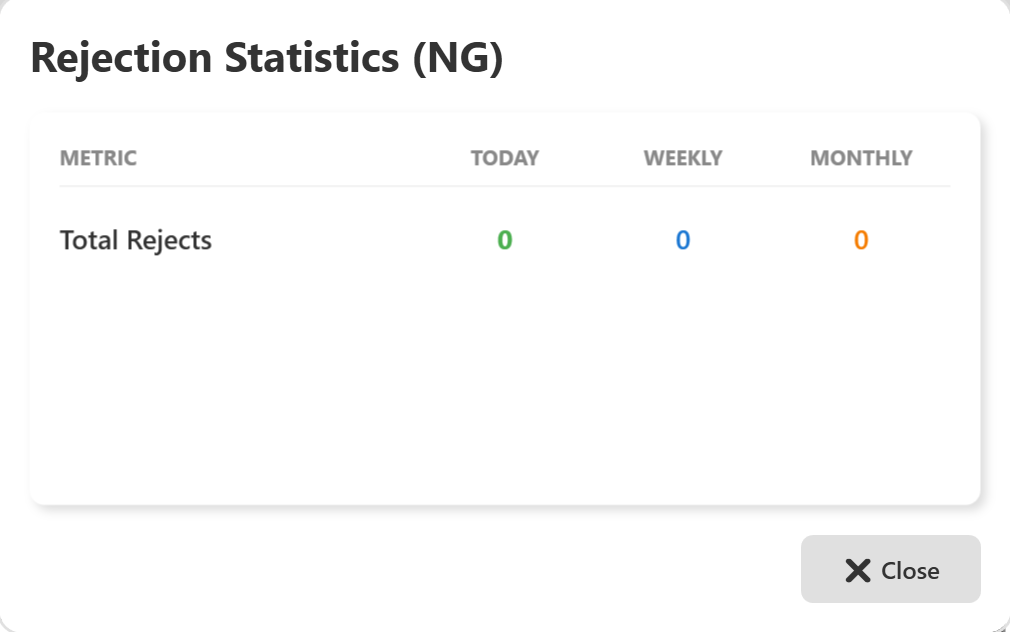 Rejection Statistics (NG)
METRIC TODAY WEEKLY MONTHLY
Total Rejects 0 0 0
Close